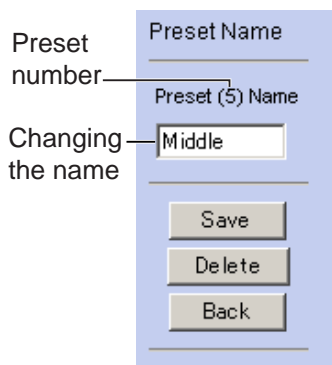 Preset Name
Preset
number
Preset (5) Name
Changing
the name
Middle
Save
Delete
Back